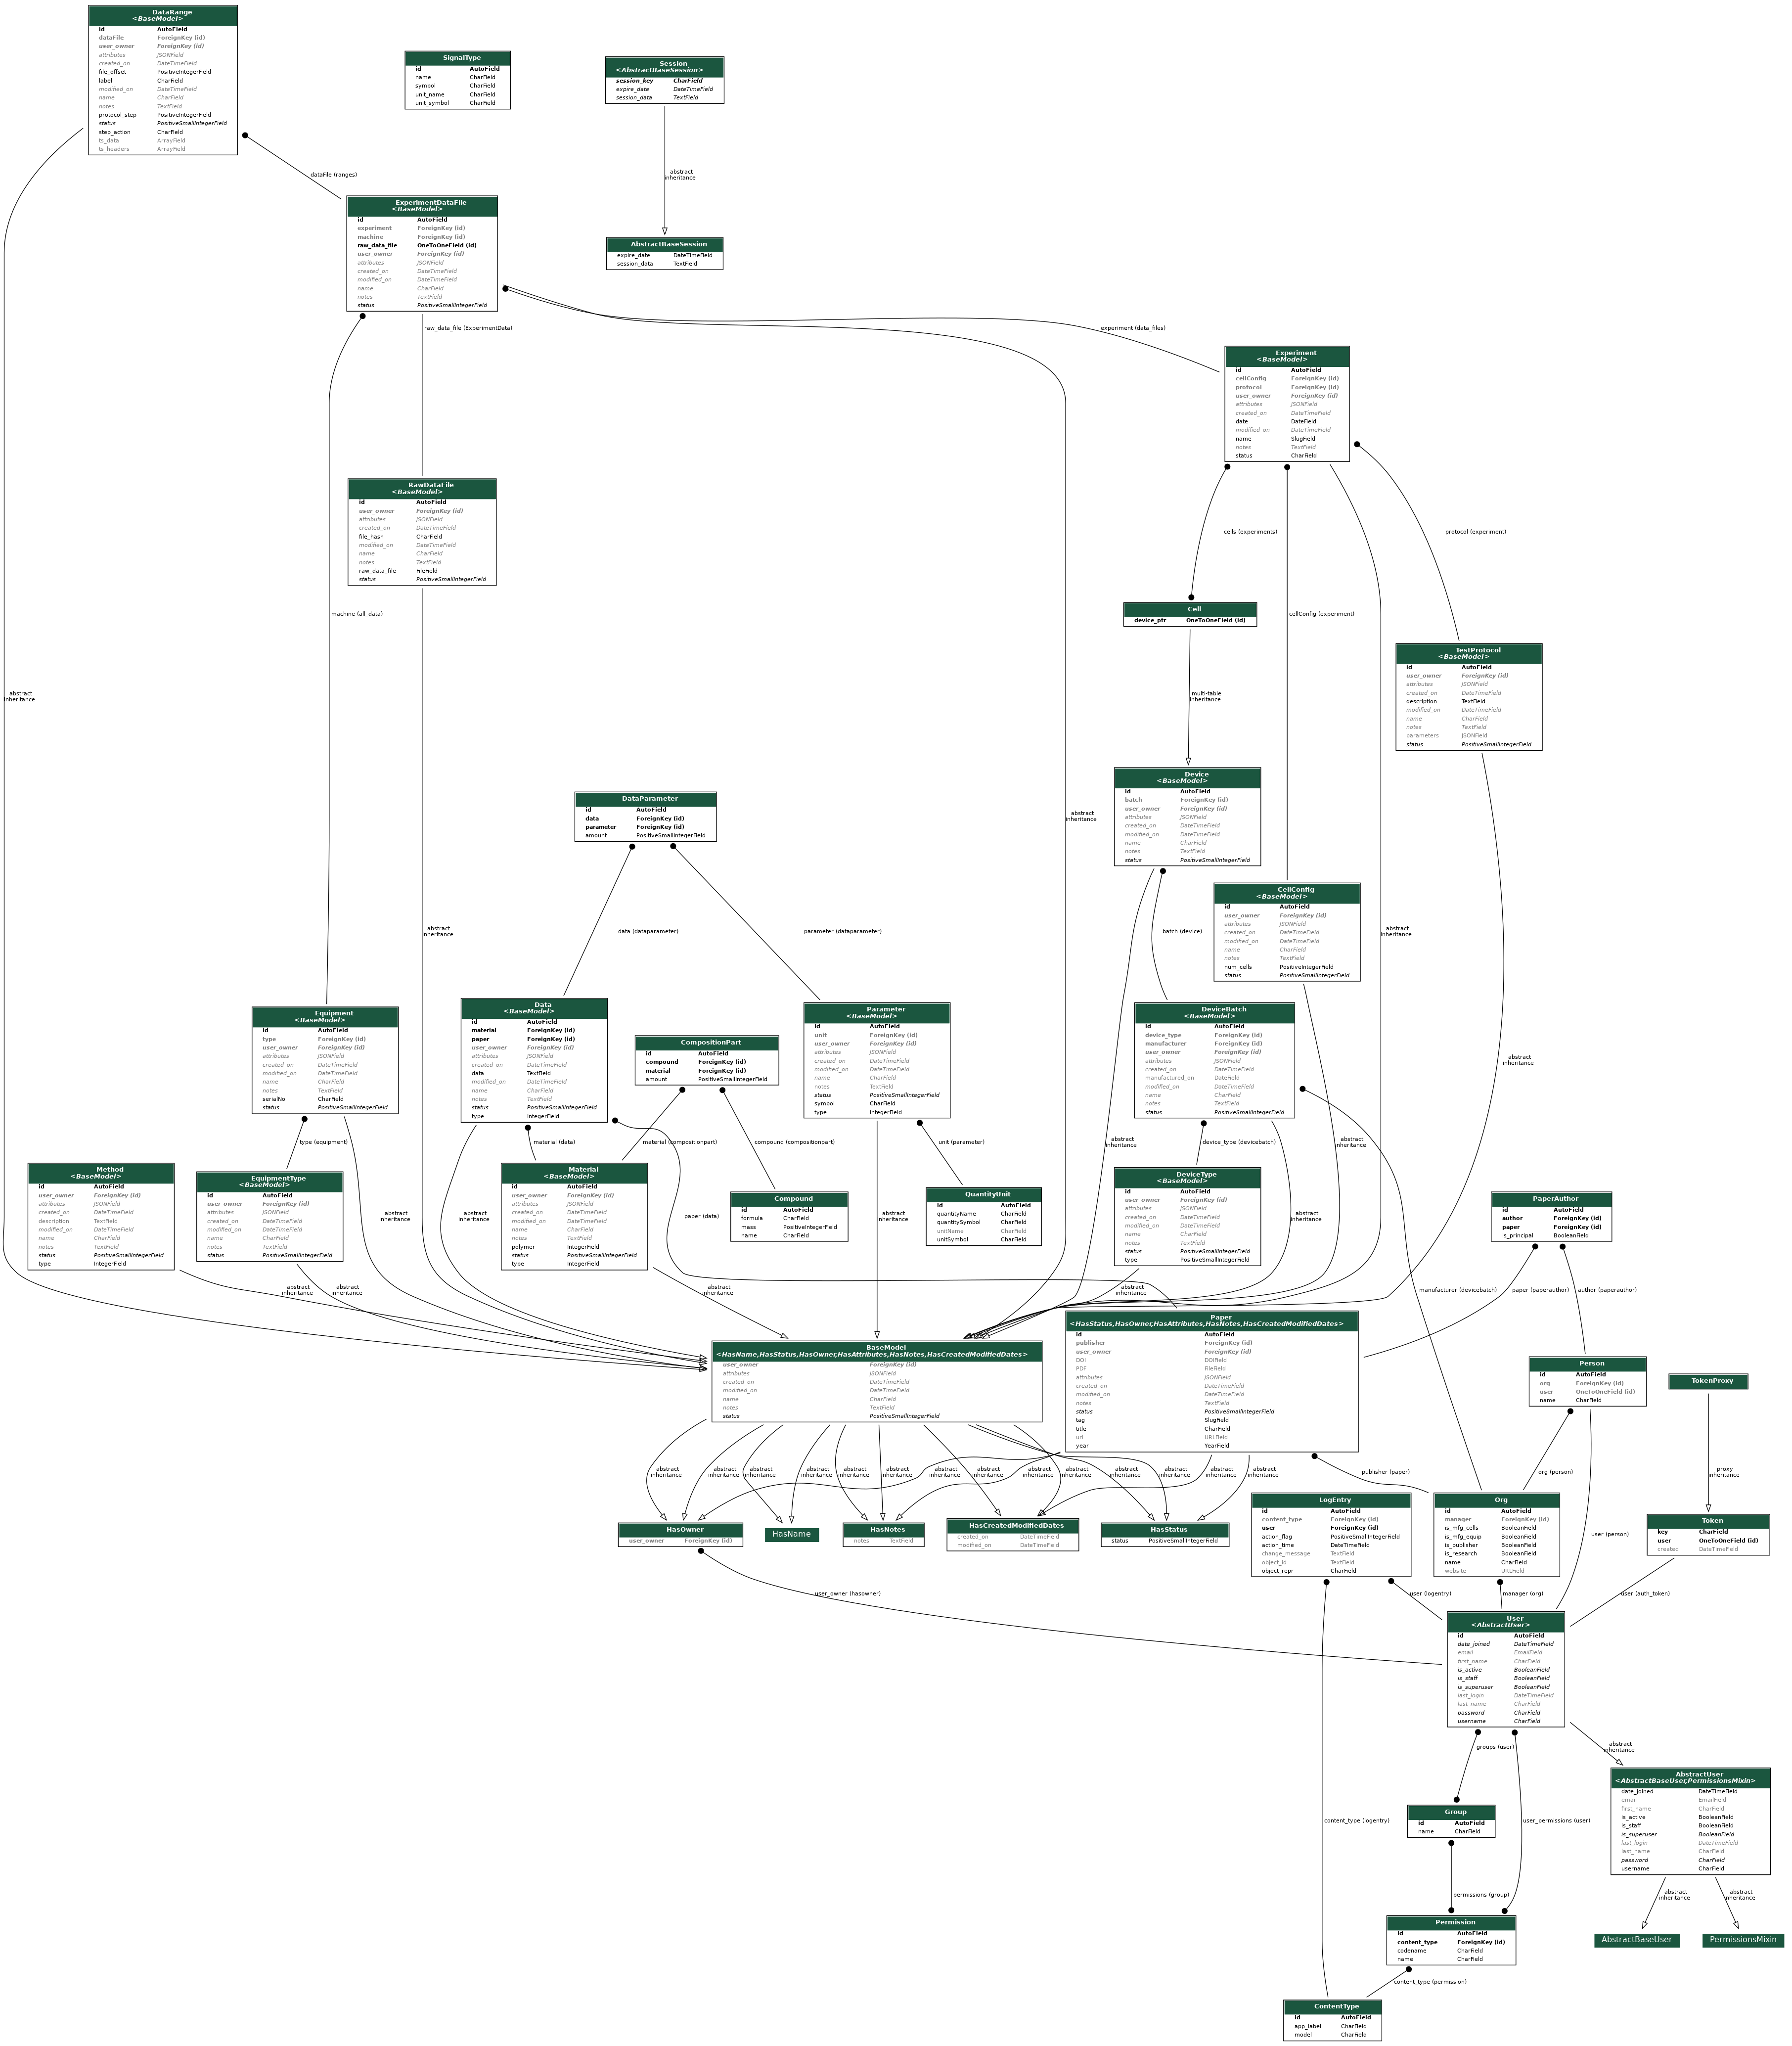 DataRange
<BaseModel>
id AutoField
dataFile ForeignKey (id)
user_owner ForeignKey (id)
attributes JSONField
created_on DateTimeField
file_offset PositiveIntegerField
label CharField
modified_on DateTimeField
name CharField
notes TextField
protocol_step PositiveIntegerField
status PositiveSmallIntegerField
step_action CharField
ts_data ArrayField
ts_headers ArrayField
SignalType
id AutoField
name CharField
symbol CharField
unit_name CharField
unit_symbol CharField
Session
<AbstractBaseSession>
session_key CharField
expire_date DateTimeField
session_data TextField
dataFile (ranges)
abstract
inheritance
ExperimentDataFile
<BaseModel>
id AutoField
experiment ForeignKey (id)
machine ForeignKey (id)
raw_data_file OneToOneField (id)
user_owner ForeignKey (id)
attributes JSONField
created_on DateTimeField
modified_on DateTimeField
name CharField
notes TextField
status PositiveSmallIntegerField
AbstractBaseSession
expire_date DateTimeField
session_data TextField
raw_data_file (ExperimentData)
experiment (data_files)
Experiment
<BaseModel>
id AutoField
cellConfig ForeignKey (id)
protocol ForeignKey (id)
user_owner ForeignKey (id)
attributes JSONField
created_on DateTimeField
date DateField
modified_on DateTimeField
name SlugField
notes TextField
status CharField
RawDataFile
<BaseModel>
id AutoField
user_owner ForeignKey (id)
attributes JSONField
created_on DateTimeField
file_hash CharField
modified_on DateTimeField
name CharField
notes TextField
raw_data_file FileField
status PositiveSmallIntegerField
cells (experiments)
protocol (experiment)
machine (all_data)
cellConfig (experiment)
Cell
device_ptr OneToOneField (id)
TestProtocol
<BaseModel>
id AutoField
user_owner ForeignKey (id)
attributes JSONField
created_on DateTimeField
description TextField
modified_on DateTimeField
name CharField
notes TextField
parameters JSONField
status PositiveSmallIntegerField
abstract
inheritance
multi-table
inheritance
Device
<BaseModel>
id AutoField
batch ForeignKey (id)
user_owner ForeignKey (id)
attributes JSONField
created_on DateTimeField
modified_on DateTimeField
name CharField
notes TextField
status PositiveSmallIntegerField
DataParameter
id AutoField
data ForeignKey (id)
parameter ForeignKey (id)
amount PositiveSmallIntegerField
abstract
inheritance
CellConfig
<BaseModel>
id AutoField
user_owner ForeignKey (id)
attributes JSONField
created_on DateTimeField
modified_on DateTimeField
name CharField
notes TextField
num_cells PositiveIntegerField
status PositiveSmallIntegerField
abstract
inheritance
data (dataparameter)
parameter (dataparameter)
batch (device)
abstract
inheritance
Equipment
<BaseModel>
id AutoField
type ForeignKey (id)
user_owner ForeignKey (id)
attributes JSONField
created_on DateTimeField
modified_on DateTimeField
name CharField
notes TextField
serialNo CharField
status PositiveSmallIntegerField
Data
<BaseModel>
id AutoField
material ForeignKey (id)
paper ForeignKey (id)
user_owner ForeignKey (id)
attributes JSONField
created_on DateTimeField
data TextField
modified_on DateTimeField
name CharField
notes TextField
status PositiveSmallIntegerField
type IntegerField
CompositionPart
id AutoField
compound ForeignKey (id)
material ForeignKey (id)
amount PositiveSmallIntegerField
Parameter
<BaseModel>
id AutoField
unit ForeignKey (id)
user_owner ForeignKey (id)
attributes JSONField
created_on DateTimeField
modified_on DateTimeField
name CharField
notes TextField
status PositiveSmallIntegerField
symbol CharField
type IntegerField
DeviceBatch
<BaseModel>
id AutoField
device_type ForeignKey (id)
manufacturer ForeignKey (id)
user_owner ForeignKey (id)
attributes JSONField
created_on DateTimeField
manufactured_on DateField
modified_on DateTimeField
name CharField
notes TextField
status PositiveSmallIntegerField
abstract
inheritance
type (equipment)
material (data)
material (compositionpart)
compound (compositionpart)
unit (parameter)
abstract
inheritance
device_type (devicebatch)
abstract
inheritance
Method
<BaseModel>
id AutoField
user_owner ForeignKey (id)
attributes JSONField
created_on DateTimeField
description TextField
modified_on DateTimeField
name CharField
notes TextField
status PositiveSmallIntegerField
type IntegerField
EquipmentType
<BaseModel>
id AutoField
user_owner ForeignKey (id)
attributes JSONField
created_on DateTimeField
modified_on DateTimeField
name CharField
notes TextField
status PositiveSmallIntegerField
abstract
inheritance
abstract
inheritance
Material
<BaseModel>
id AutoField
user_owner ForeignKey (id)
attributes JSONField
created_on DateTimeField
modified_on DateTimeField
name CharField
notes TextField
polymer IntegerField
status PositiveSmallIntegerField
type IntegerField
paper (data)
Compound
id AutoField
formula CharField
mass PositiveIntegerField
name CharField
abstract
inheritance
QuantityUnit
id AutoField
quantityName CharField
quantitySymbol CharField
unitName CharField
unitSymbol CharField
DeviceType
<BaseModel>
id AutoField
user_owner ForeignKey (id)
attributes JSONField
created_on DateTimeField
modified_on DateTimeField
name CharField
notes TextField
status PositiveSmallIntegerField
type PositiveSmallIntegerField
abstract
inheritance
PaperAuthor
id AutoField
author ForeignKey (id)
paper ForeignKey (id)
is_principal BooleanField
abstract
inheritance
abstract
inheritance
abstract
inheritance
abstract
inheritance
manufacturer (devicebatch)
paper (paperauthor)
author (paperauthor)
BaseModel
<HasName,HasStatus,HasOwner,HasAttributes,HasNotes,HasCreatedModifiedDates>
user_owner ForeignKey (id)
attributes JSONField
created_on DateTimeField
modified_on DateTimeField
name CharField
notes TextField
status PositiveSmallIntegerField
Paper
<HasStatus,HasOwner,HasAttributes,HasNotes,HasCreatedModifiedDates>
id AutoField
publisher ForeignKey (id)
user_owner ForeignKey (id)
DOI DOIField
PDF FileField
attributes JSONField
created_on DateTimeField
modified_on DateTimeField
notes TextField
status PositiveSmallIntegerField
tag SlugField
title CharField
url URLField
year YearField
Person
id AutoField
org ForeignKey (id)
user OneToOneField (id)
name CharField
TokenProxy
abstract
inheritance
abstract
inheritance
abstract
inheritance
abstract
inheritance
abstract
inheritance
abstract
inheritance
abstract
inheritance
abstract
inheritance
abstract
inheritance
abstract
inheritance
abstract
inheritance
abstract
inheritance
abstract
inheritance
abstract
inheritance
publisher (paper)
org (person)
proxy
inheritance
HasOwner
user_owner ForeignKey (id)
HasName
HasNotes
notes TextField
HasCreatedModifiedDates
created_on DateTimeField
modified_on DateTimeField
HasStatus
status PositiveSmallIntegerField
LogEntry
id AutoField
content_type ForeignKey (id)
user ForeignKey (id)
action_flag PositiveSmallIntegerField
action_time DateTimeField
change_message TextField
object_id TextField
object_repr CharField
Org
id AutoField
manager ForeignKey (id)
is_mfg_cells BooleanField
is_mfg_equip BooleanField
is_publisher BooleanField
is_research BooleanField
name CharField
website URLField
user (person)
Token
key CharField
user OneToOneField (id)
created DateTimeField
user_owner (hasowner)
user (logentry)
manager (org)
user (auth_token)
User
<AbstractUser>
id AutoField
date_joined DateTimeField
email EmailField
first_name CharField
is_active BooleanField
is_staff BooleanField
is_superuser BooleanField
last_login DateTimeField
last_name CharField
password CharField
username CharField
groups (user)
abstract
inheritance
AbstractUser
<AbstractBaseUser,PermissionsMixin>
date_joined DateTimeField
email EmailField
first_name CharField
is_active BooleanField
is_staff BooleanField
is_superuser BooleanField
last_login DateTimeField
last_name CharField
password CharField
username CharField
Group
id AutoField
name CharField
content_type (logentry)
user_permissions (user)
permissions (group)
abstract
inheritance
abstract
inheritance
Permission
id AutoField
content_type ForeignKey (id)
codename CharField
name CharField
AbstractBaseUser
PermissionsMixin
content_type (permission)
ContentType
id AutoField
app_label CharField
model CharField